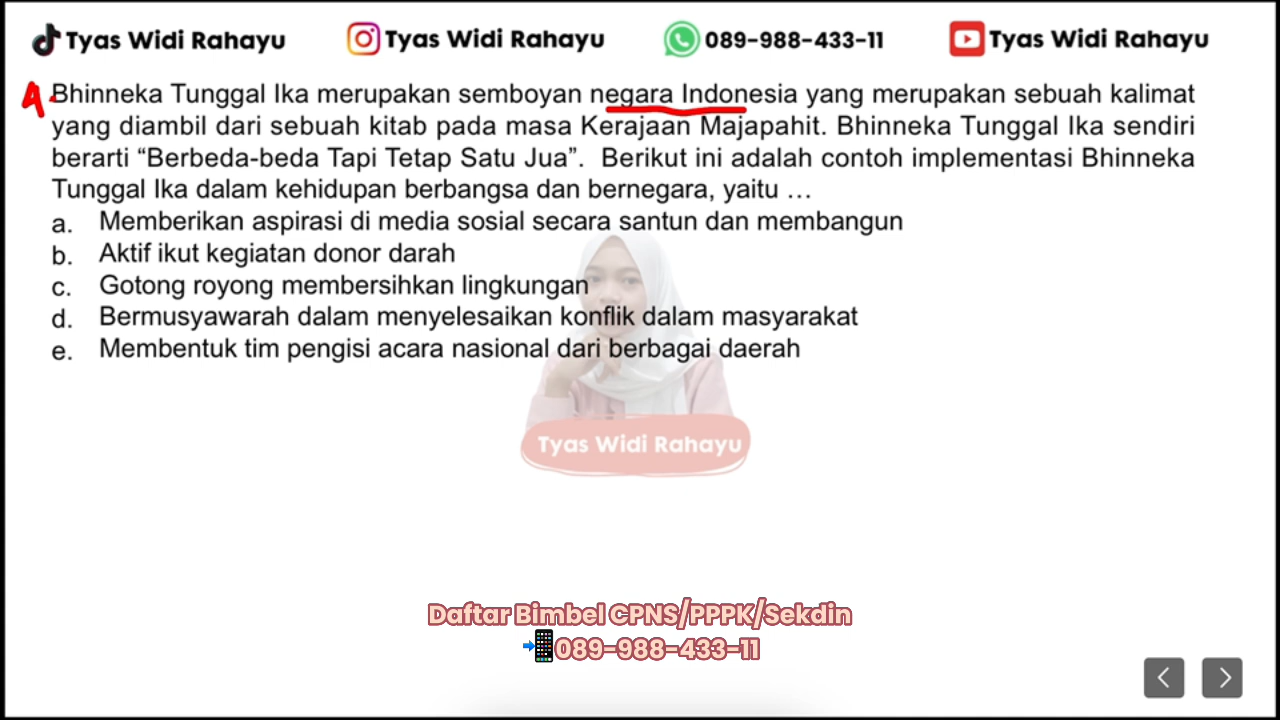 Tyas Widi Rahayu Tyas Widi Rahayu 089-988-433-11 Tyas Widi Rahayu
4. Bhinneka Tunggal Ika merupakan semboyan negara Indonesia yang merupakan sebuah kalimat
yang diambil dari sebuah kitab pada masa Kerajaan Majapahit. Bhinneka Tunggal Ika sendiri
berarti “Berbeda-beda Tapi Tetap Satu Jua”. Berikut ini adalah contoh implementasi Bhinneka
Tunggal Ika dalam kehidupan berbangsa dan bernegara, yaitu …
a. Memberikan aspirasi di media sosial secara santun dan membangun
b. Aktif ikut kegiatan donor darah
c. Gotong royong membersihkan lingkungan
d. Bermusyawarah dalam menyelesaikan konflik dalam masyarakat
e. Membentuk tim pengisi acara nasional dari berbagai daerah
Tyas Widi Rahayu
Daftar Bimbel CPNS/PPPK/Sekdin
089-988-433-11